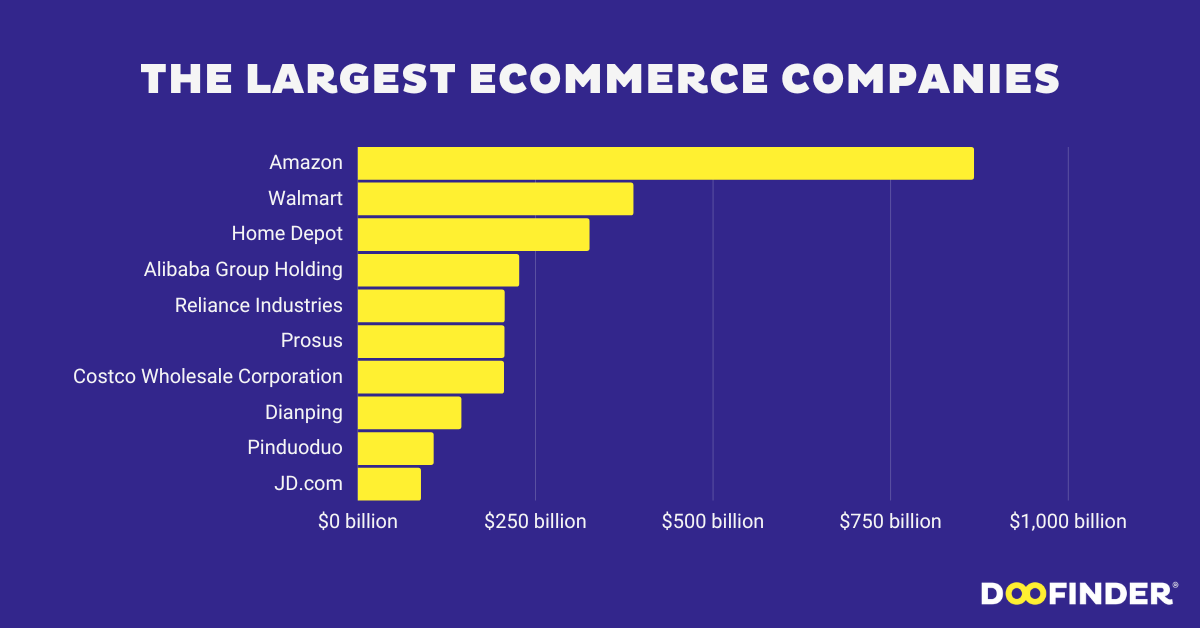 THE LARGEST ECOMMERCE COMPANIES
Amazon
Walmart
Home Depot
Alibaba Group Holding
Reliance Industries
Prosus
Costco Wholesale Corporation
Dianping
Pinduoduo
JD.com
$0 billion $250 billion $500 billion $750 billion $1,000 billion
DOOFINDER®